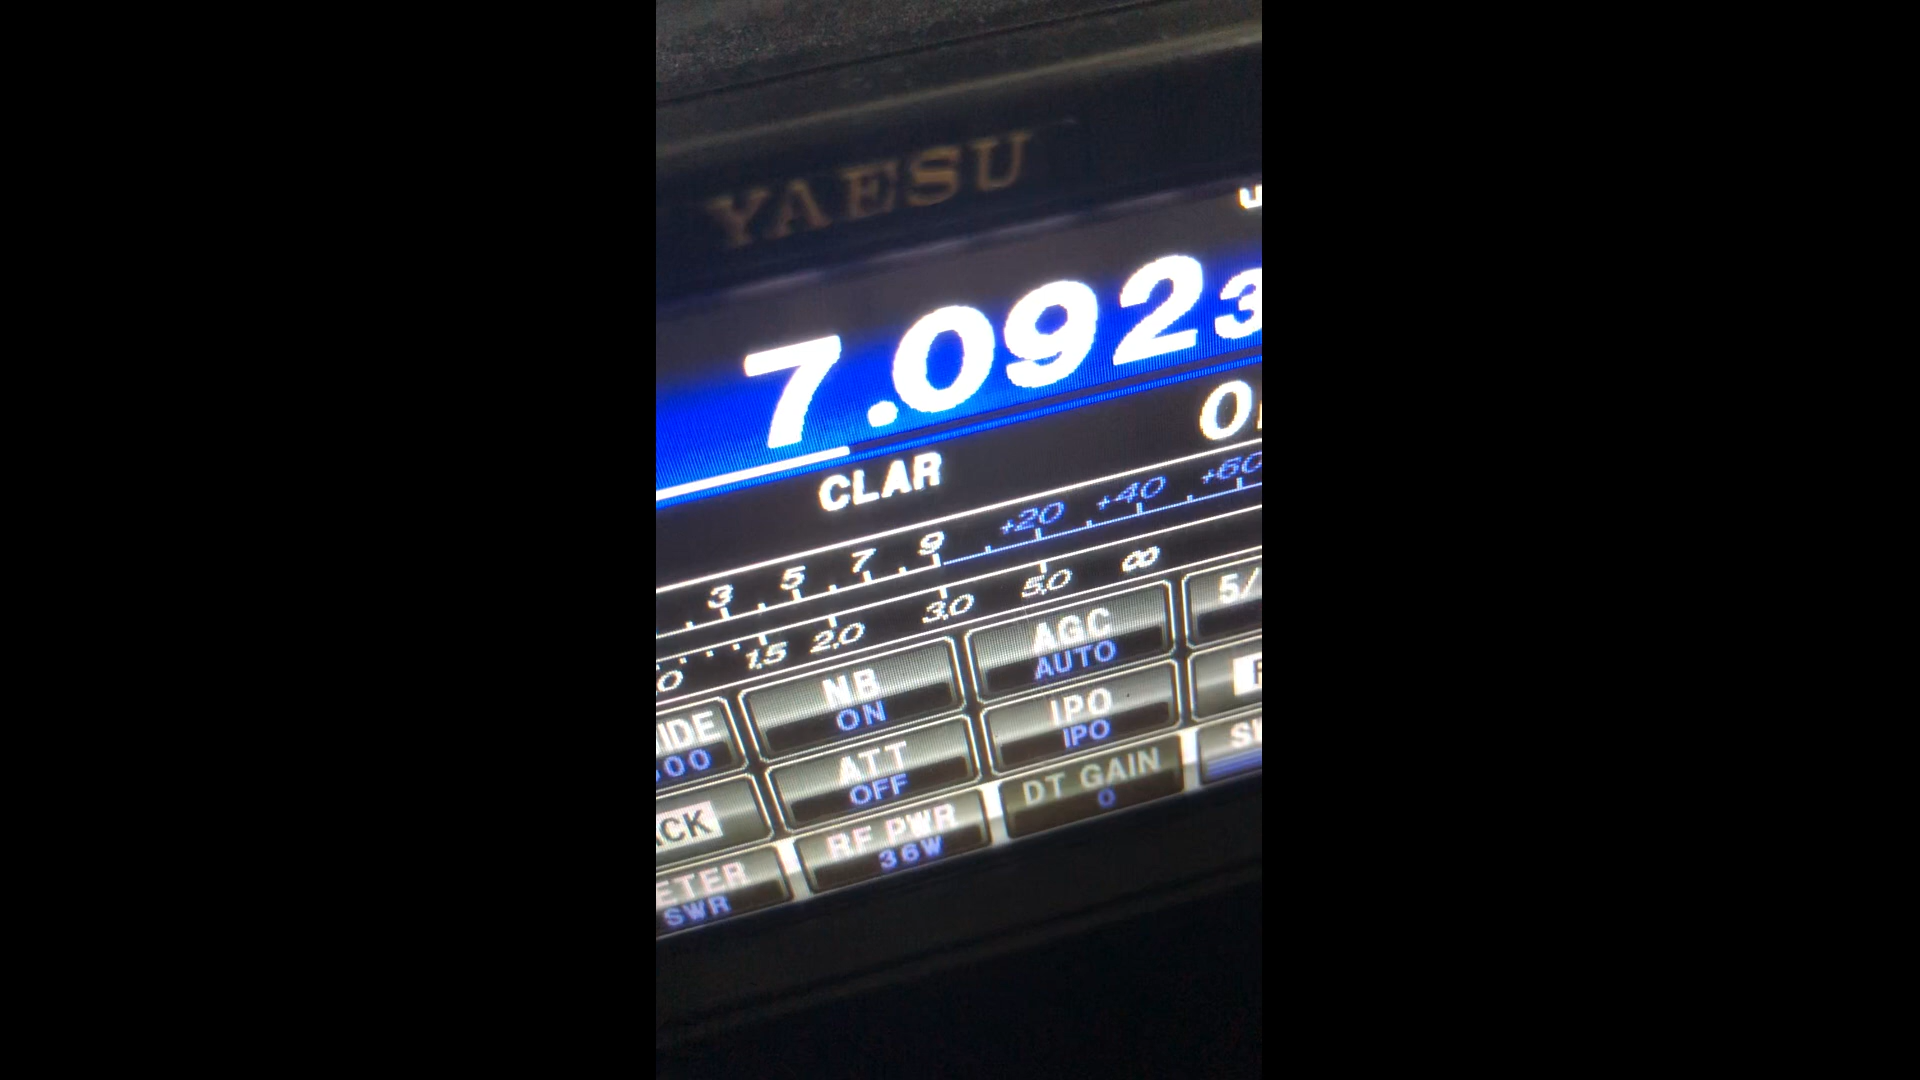 YAESU
7.0923
CLAR
3 5 7 9 +20 +40 +60
1.5 2.0 3.0 5.0 ∞
NB AGC
ON AUTO
ATT IPO
OFF IPO
RF PWR DT GAIN
36W 0
SWR